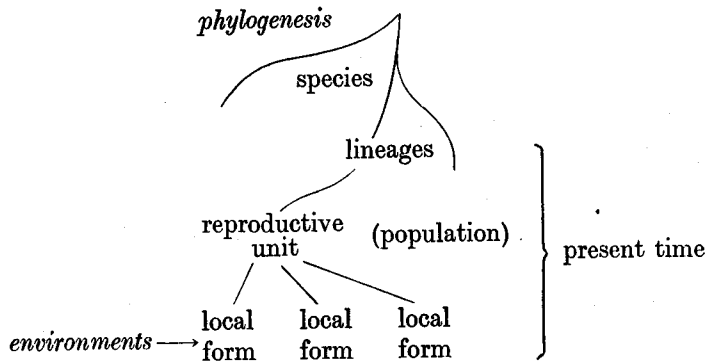 phylogenesis
species
lineages
reproductive
unit
(population)
present time
local
form
local
form
local
form
environments